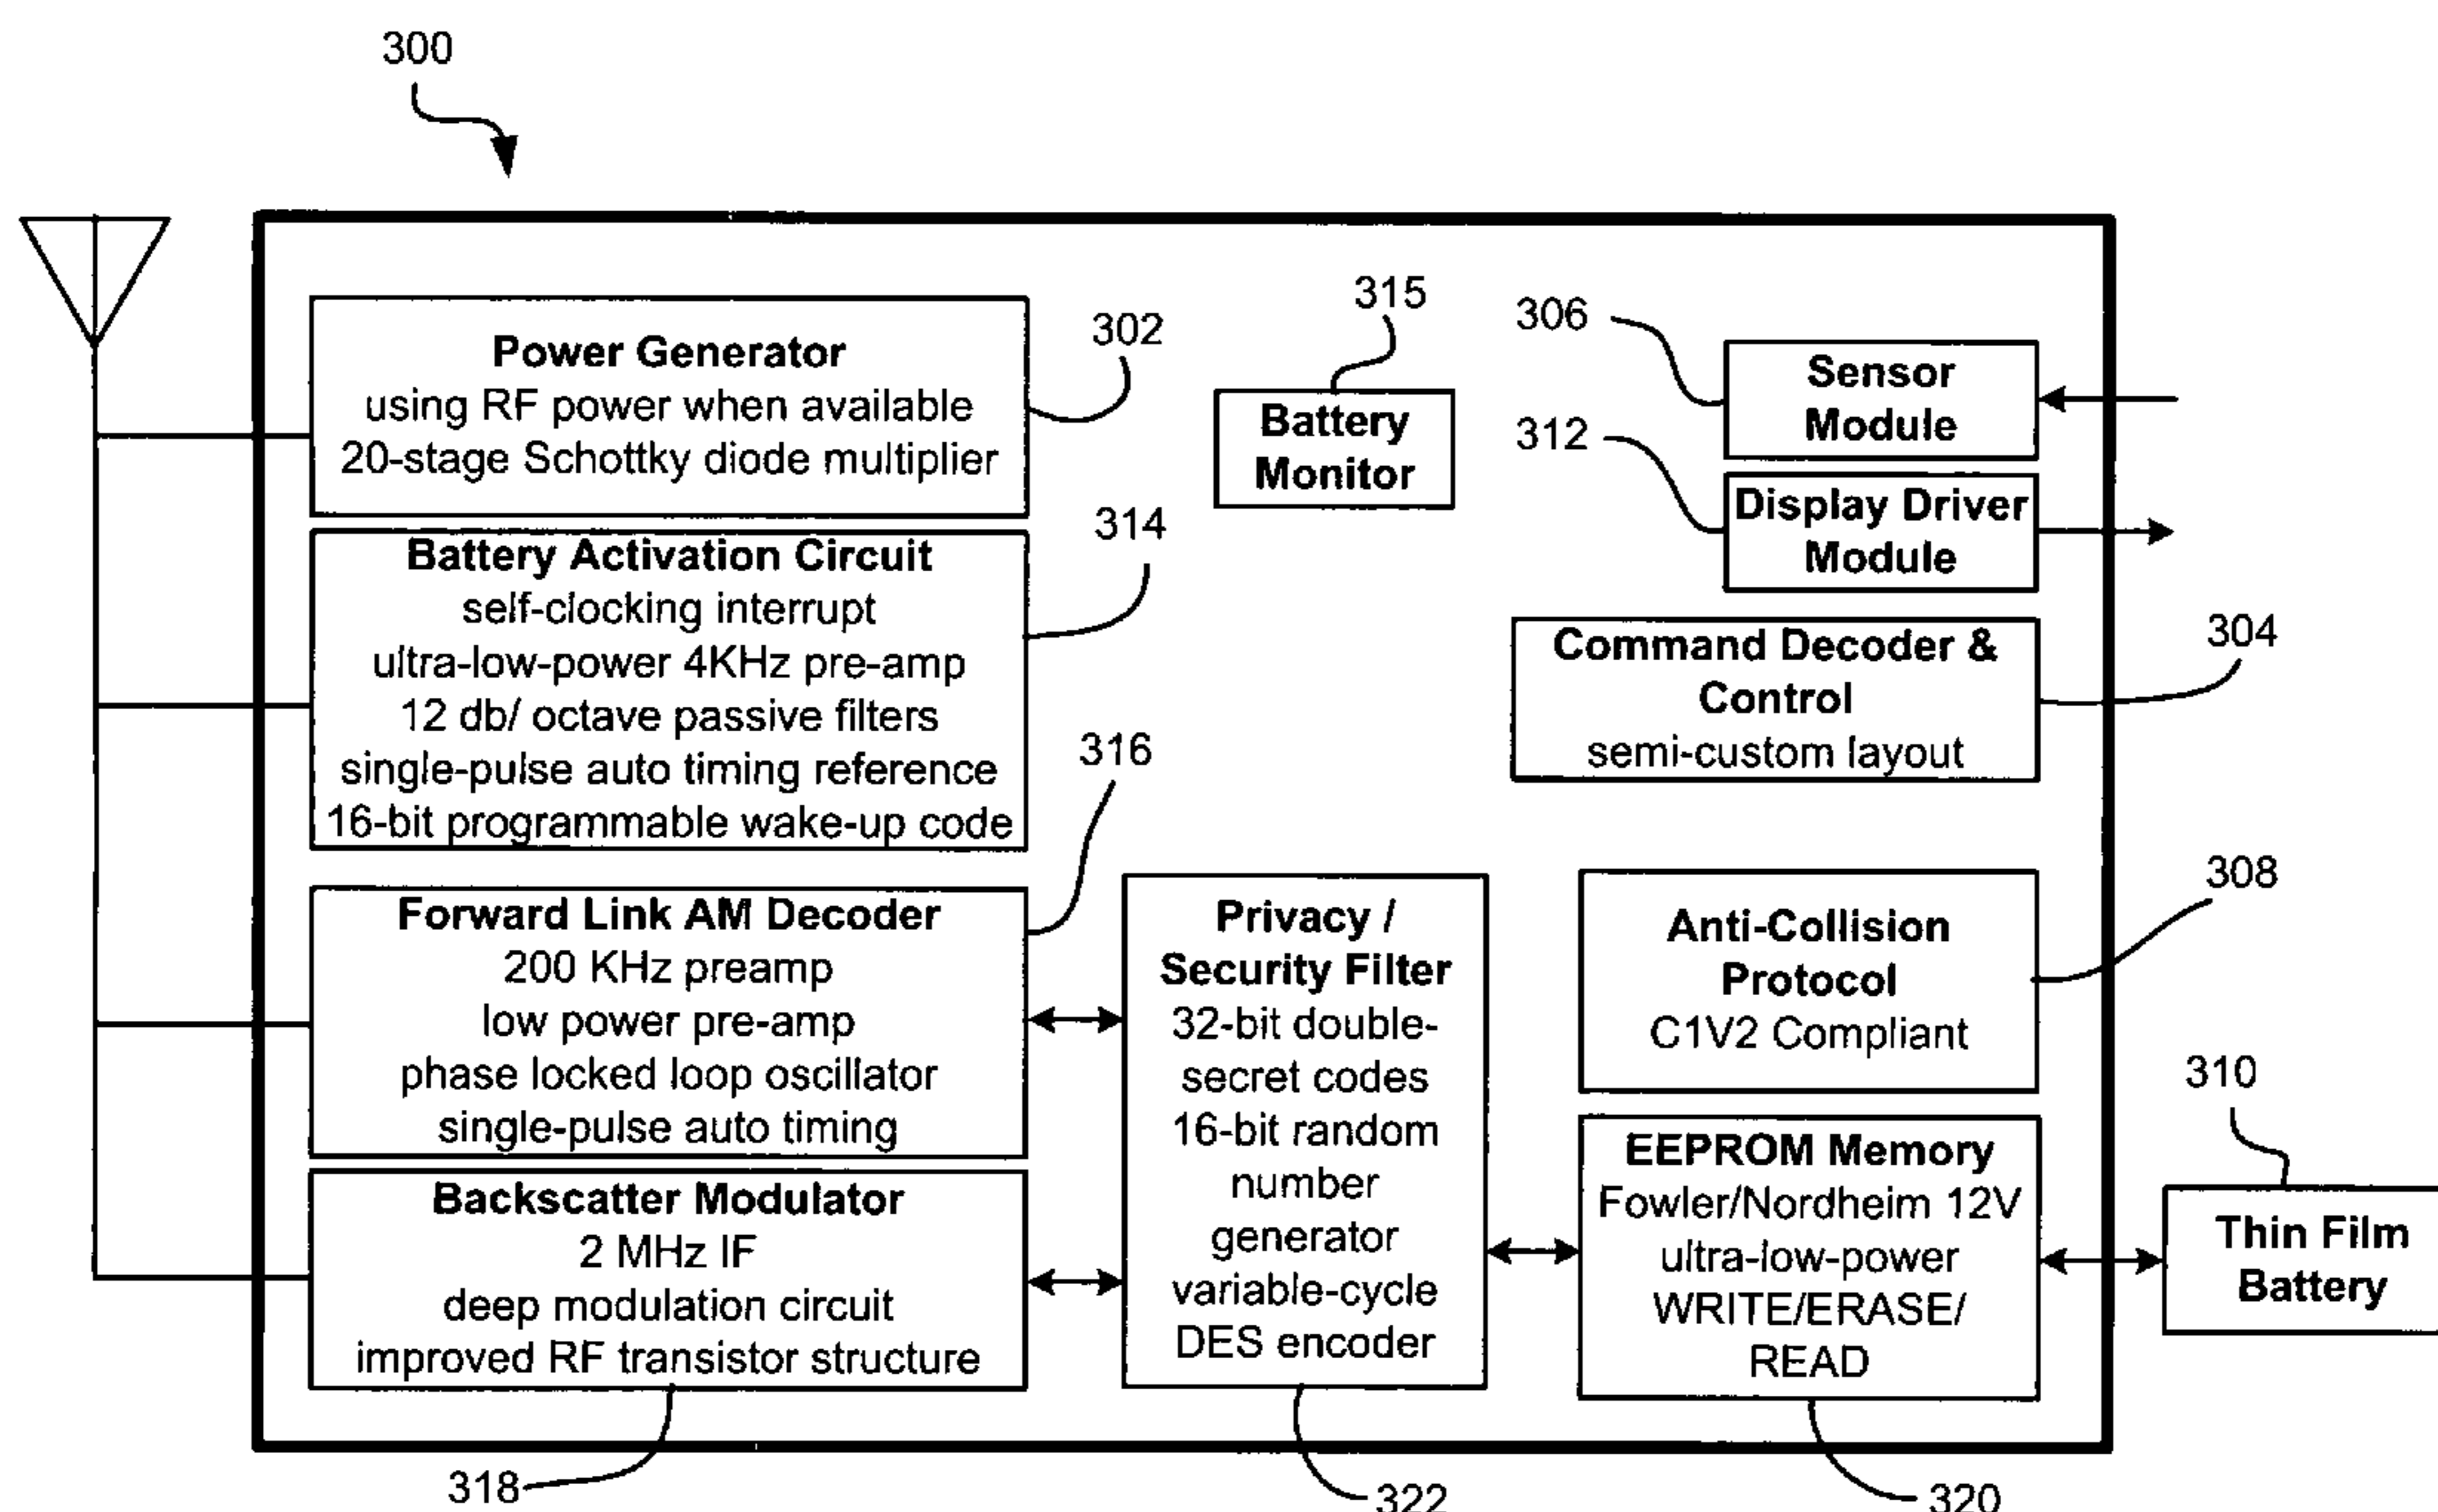 300
Power Generator
using RF power when available
20-stage Schottky diode multiplier
302
315
Battery
Monitor
306
Sensor
Module
312
Display Driver
Module
Battery Activation Circuit
self-clocking interrupt
ultra-low-power 4KHz pre-amp
12 db/ octave passive filters
single-pulse auto timing reference
16-bit programmable wake-up code
314
Command Decoder &
Control
semi-custom layout
304
316
Forward Link AM Decoder
200 KHz preamp
low power pre-amp
phase locked loop oscillator
single-pulse auto timing
Privacy /
Security Filter
32-bit double-
secret codes
16-bit random
number
generator
variable-cycle
DES encoder
Anti-Collision
Protocol
C1V2 Compliant
308
310
Backscatter Modulator
2 MHz IF
deep modulation circuit
improved RF transistor structure
EEPROM Memory
Fowler/Nordheim 12V
ultra-low-power
WRITE/ERASE/
READ
Thin Film
Battery
318
322
320